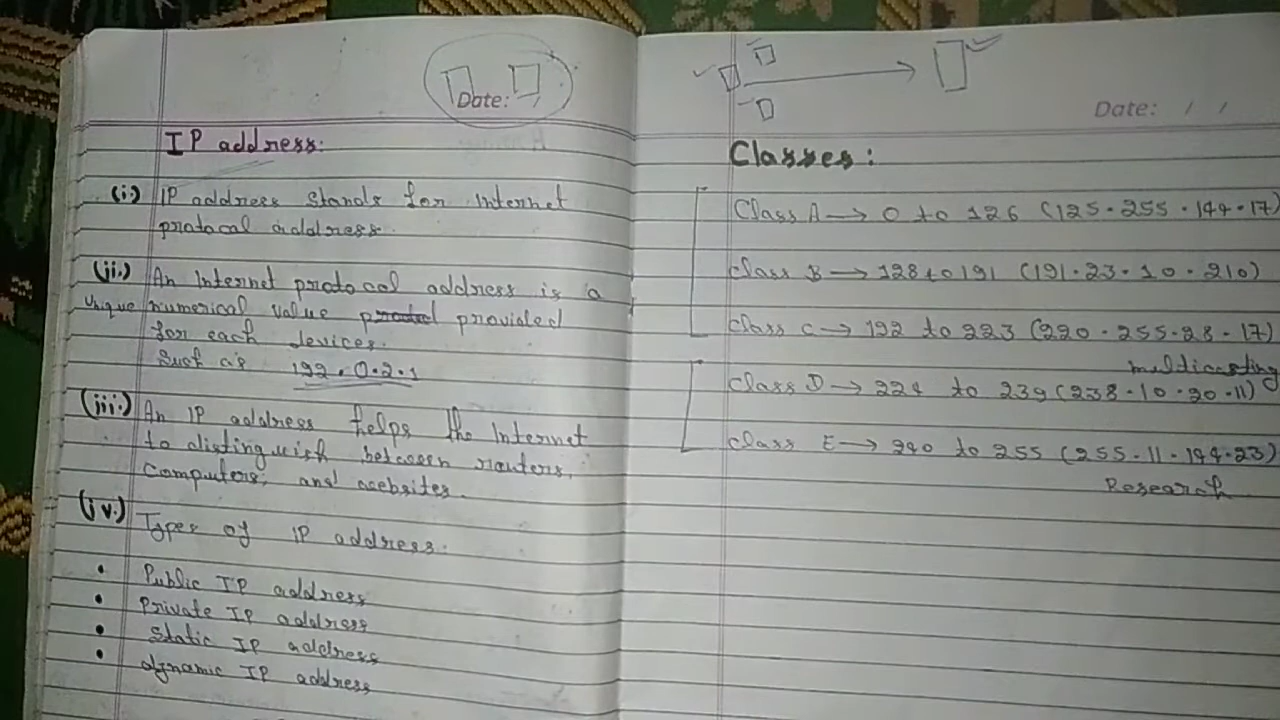 Date: /
IP address:
(i.) IP address stands for Internet
protocal address.
(ii.) An Internet protocal address is a
unique numerical value provided
for each devices.
Such as 192.0.2.1
(iii.) An IP address helps the Internet
to distinguish between routers,
Computers, and websites.
(iv.) Types of IP address:
• Public IP address
• Private IP address
• Static IP address
• dynamic IP address
Date: / /
Classes:
Class A → 0 to 126 (125.255.144.17)
class B → 128 to 191 (191.23.10.210)
class C → 192 to 223 (220.255.28.17)
multicasting
class D → 224 to 239 (238.10.20.11)
class E → 240 to 255 (255.11.144.23)
Research